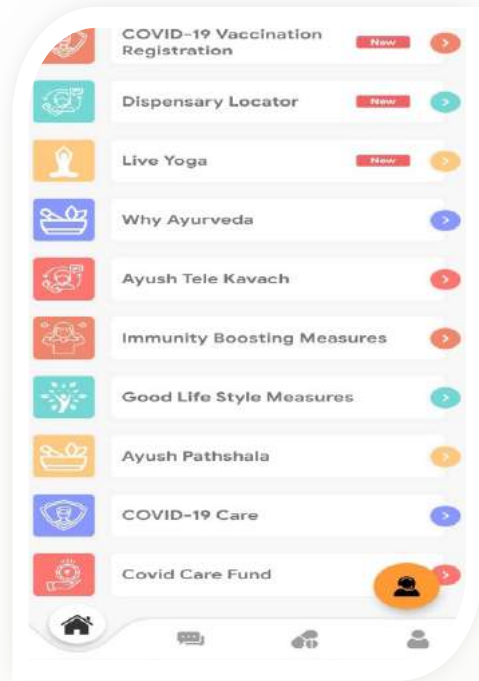 COVID-19 Vaccination
Registration
New
Dispensary Locator
New
Live Yoga
New
Why Ayurveda
Ayush Tele Kavach
Immunity Boosting Measures
Good Life Style Measures
Ayush Pathshala
COVID-19 Care
Covid Care Fund